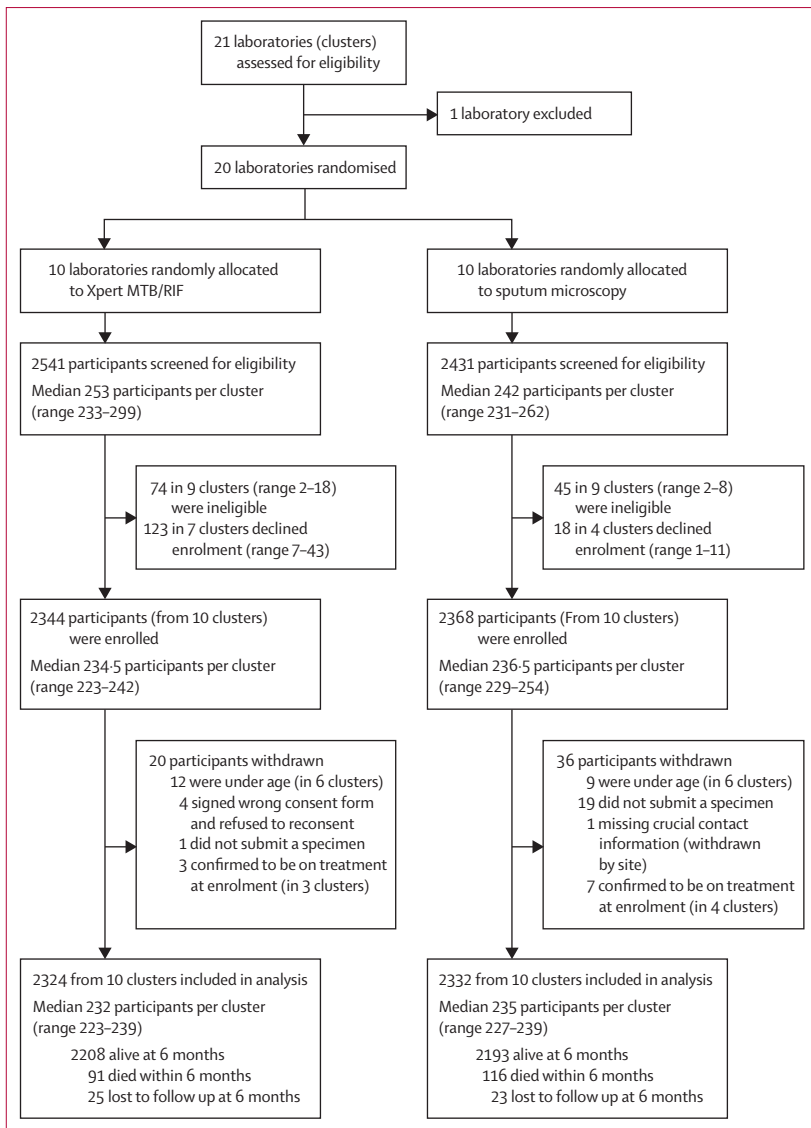 21 laboratories (clusters)
assessed for eligibility
1 laboratory excluded
20 laboratories randomised
10 laboratories randomly allocated
to Xpert MTB/RIF
10 laboratories randomly allocated
to sputum microscopy
2541 participants screened for eligibility
Median 253 participants per cluster
(range 233–299)
2431 participants screened for eligibility
Median 242 participants per cluster
(range 231–262)
74 in 9 clusters (range 2–18)
were ineligible
123 in 7 clusters declined
enrolment (range 7–43)
45 in 9 clusters (range 2–8)
were ineligible
18 in 4 clusters declined
enrolment (range 1–11)
2344 participants (from 10 clusters)
were enrolled
Median 234·5 participants per cluster
(range 223–242)
2368 participants (From 10 clusters)
were enrolled
Median 236·5 participants per cluster
(range 229–254)
20 participants withdrawn
12 were under age (in 6 clusters)
4 signed wrong consent form
and refused to reconsent
1 did not submit a specimen
3 confirmed to be on treatment
at enrolment (in 3 clusters)
36 participants withdrawn
9 were under age (in 6 clusters)
19 did not submit a specimen
1 missing crucial contact
information (withdrawn
by site)
7 confirmed to be on treatment
at enrolment (in 4 clusters)
2324 from 10 clusters included in analysis
Median 232 participants per cluster
(range 223–239)
2208 alive at 6 months
91 died within 6 months
25 lost to follow up at 6 months
2332 from 10 clusters included in analysis
Median 235 participants per cluster
(range 227–239)
2193 alive at 6 months
116 died within 6 months
23 lost to follow up at 6 months